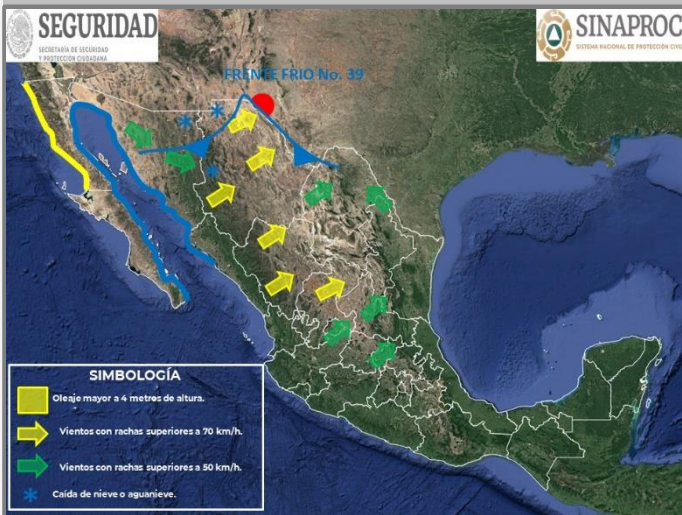 SEGURIDAD
SECRETARÍA DE SEGURIDAD
Y PROTECCIÓN CIUDADANA
SINAPROC
SISTEMA NACIONAL DE PROTECCIÓN CIVIL
FRENTE FRIO No. 39
SIMBOLOGÍA
Oleaje mayor a 4 metros de altura.
Vientos con rachas superiores a 70 km/h.
Vientos con rachas superiores a 50 km/h.
Caída de nieve o aguanieve.